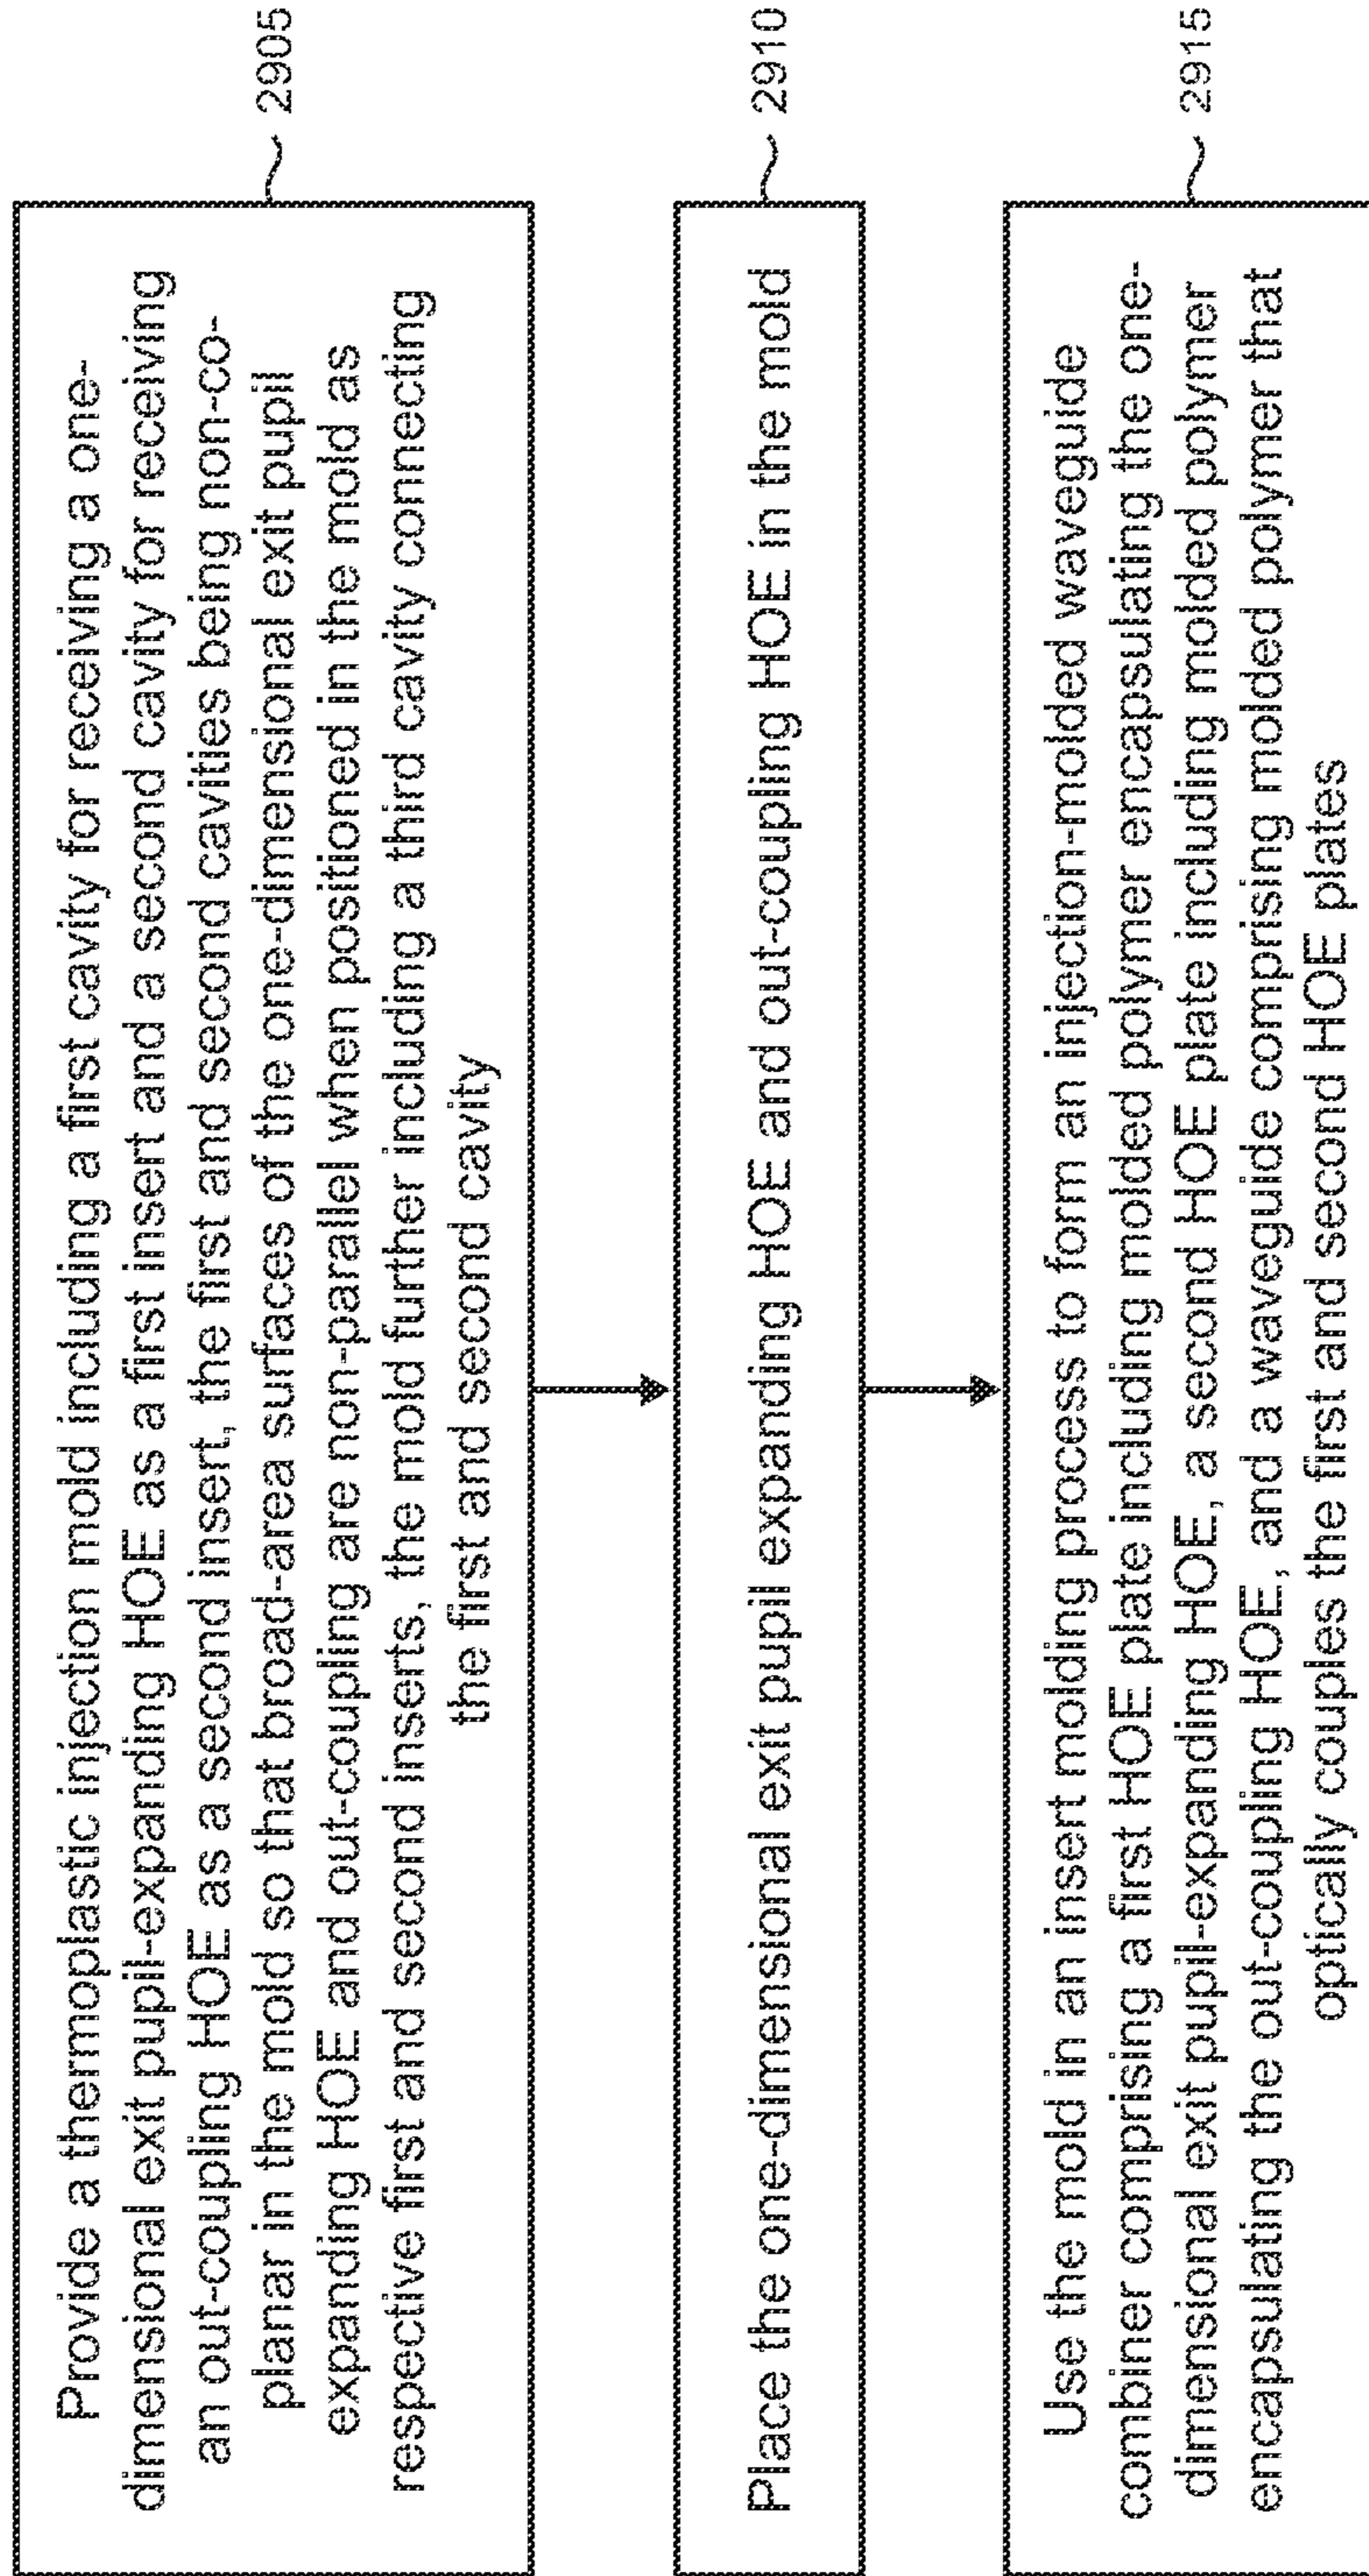 Provide a thermoplastic injection mold including a first cavity for receiving a one-
dimensional exit pupil-expanding HOE as a first insert and a second cavity for receiving
an out-coupling HOE as a second insert, the first and second cavities being non-co-
planar in the mold so that broad-area surfaces of the one-dimensional exit pupil
expanding HOE and out-coupling are non-parallel when positioned in the mold as
respective first and second inserts, the mold further including a third cavity connecting
the first and second cavity
2905
Place the one-dimensional exit pupil expanding HOE and out-coupling HOE in the mold
2910
Use the mold in an insert molding process to form an injection-molded waveguide
combiner comprising a first HOE plate including molded polymer encapsulating the one-
dimensional exit pupil-expanding HOE, a second HOE plate including molded polymer
encapsulating the out-coupling HOE, and a waveguide comprising molded polymer that
optically couples the first and second HOE plates
2915